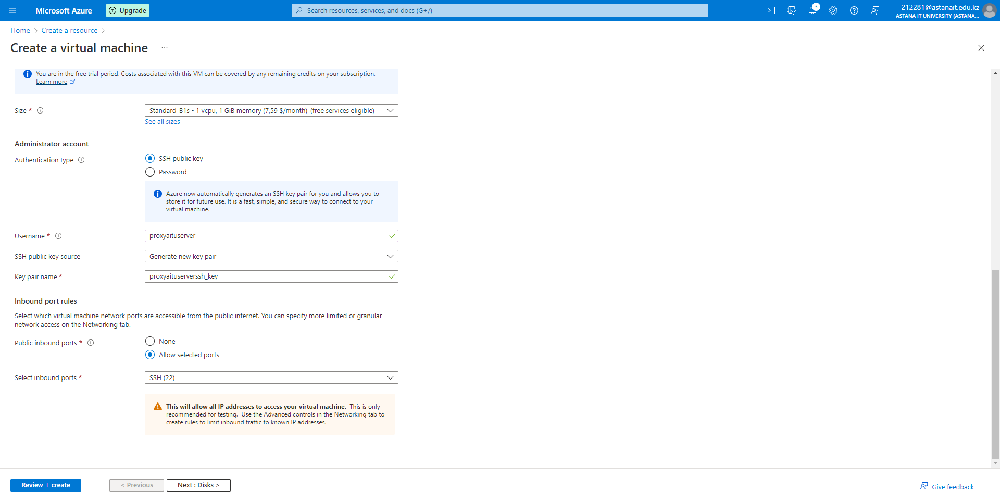 Microsoft Azure
Upgrade
Search resources, services, and docs (G+/)
3
212281@astanait.edu.kz
ASTANA IT UNIVERSITY (ASTANA...
Home > Create a resource >
Create a virtual machine ...
You are in the free trial period. Costs associated with this VM can be covered by any remaining credits on your subscription.
Learn more
Size *
Standard_B1s - 1 vcpu, 1 GiB memory (7,59 $/month) (free services eligible)
See all sizes
Administrator account
Authentication type
SSH public key
Password
Azure now automatically generates an SSH key pair for you and allows you to
store it for future use. It is a fast, simple, and secure way to connect to your
virtual machine.
Username *
proxyaituserver
SSH public key source
Generate new key pair
Key pair name *
proxyaituserverssh_key
Inbound port rules
Select which virtual machine network ports are accessible from the public internet. You can specify more limited or granular
network access on the Networking tab.
Public inbound ports *
None
Allow selected ports
Select inbound ports *
SSH (22)
This will allow all IP addresses to access your virtual machine. This is only
recommended for testing. Use the Advanced controls in the Networking tab to
create rules to limit inbound traffic to known IP addresses.
Review + create
< Previous
Next : Disks >
Give feedback